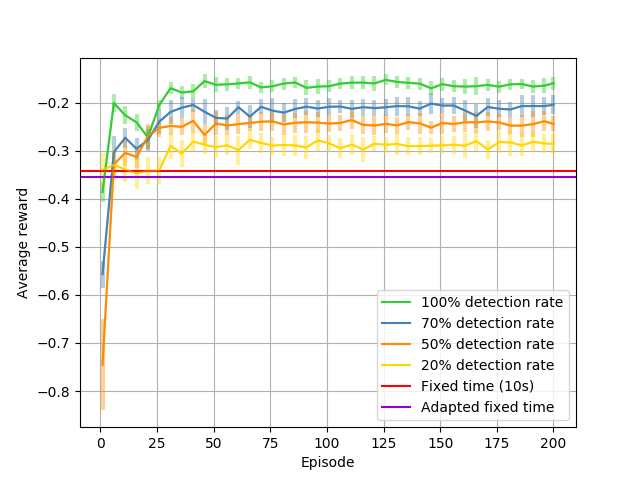 −0.2
−0.3
−0.4
−0.5
−0.6
−0.7
−0.8
Average reward
0 25 50 75 100 125 150 175 200
Episode
100% detection rate
70% detection rate
50% detection rate
20% detection rate
Fixed time (10s)
Adapted fixed time